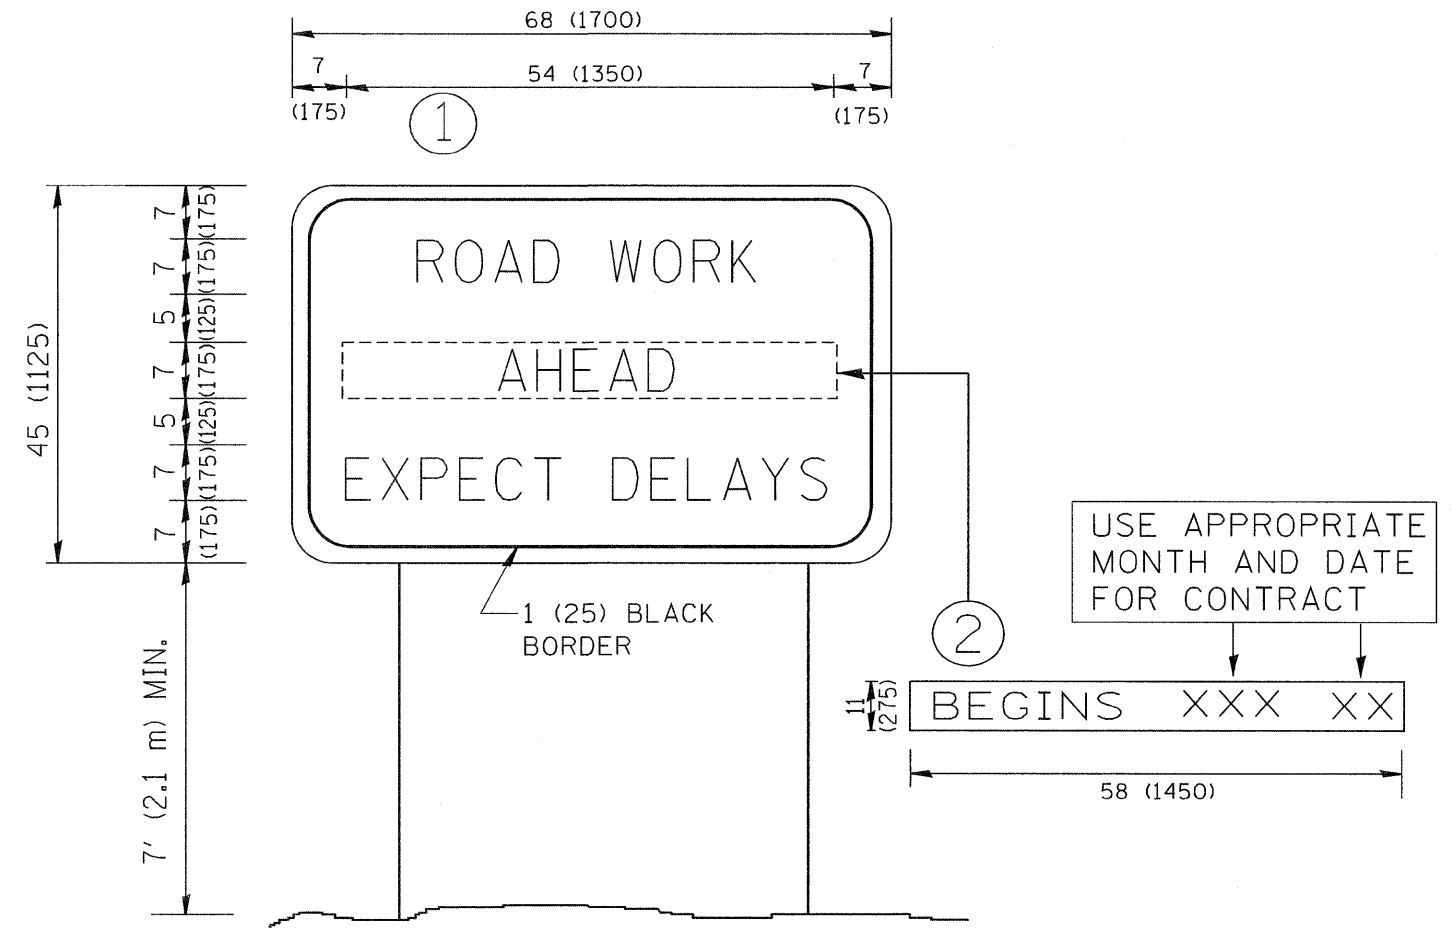 68 (1700)
7 54 (1350) 7
(175) (175)
1
45 (1125)
7 (175)
7 (175)
5 (125)
7 (175)
5 (125)
7 (175)
7 (175)
ROAD WORK
AHEAD
EXPECT DELAYS
1 (25) BLACK
BORDER
7' (2.1 m) MIN.
USE APPROPRIATE
MONTH AND DATE
FOR CONTRACT
2
11
(275)
BEGINS XXX XX
58 (1450)